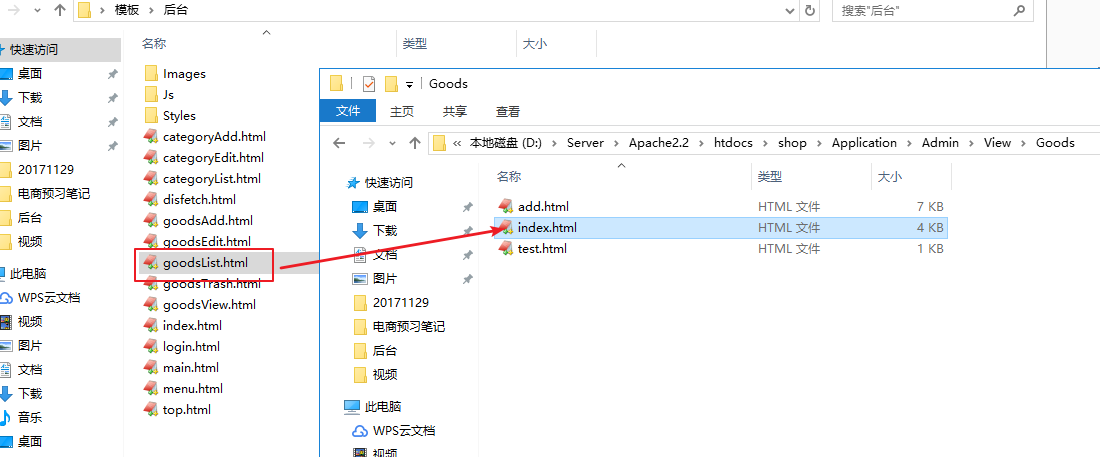 模板 后台
搜索"后台"
名称 类型 大小
快速访问
桌面
下载
文档
图片
20171129
电商预习笔记
后台
视频
此电脑
WPS云文档
视频
图片
文档
下载
音乐
桌面
Images
Js
Styles
categoryAdd.html
categoryEdit.html
categoryList.html
disfetch.html
goodsAdd.html
goodsEdit.html
goodsList.html
goodsTrash.html
goodsView.html
index.html
login.html
main.html
menu.html
top.html
Goods
文件 主页 共享 查看
« 本地磁盘 (D:) Server Apache2.2 htdocs shop Application Admin View Goods
快速访问
桌面
下载
文档
图片
20171129
电商预习笔记
后台
视频
此电脑
WPS云文档
视频
名称 类型 大小
add.html HTML 文件 7 KB
index.html HTML 文件 4 KB
test.html HTML 文件 1 KB